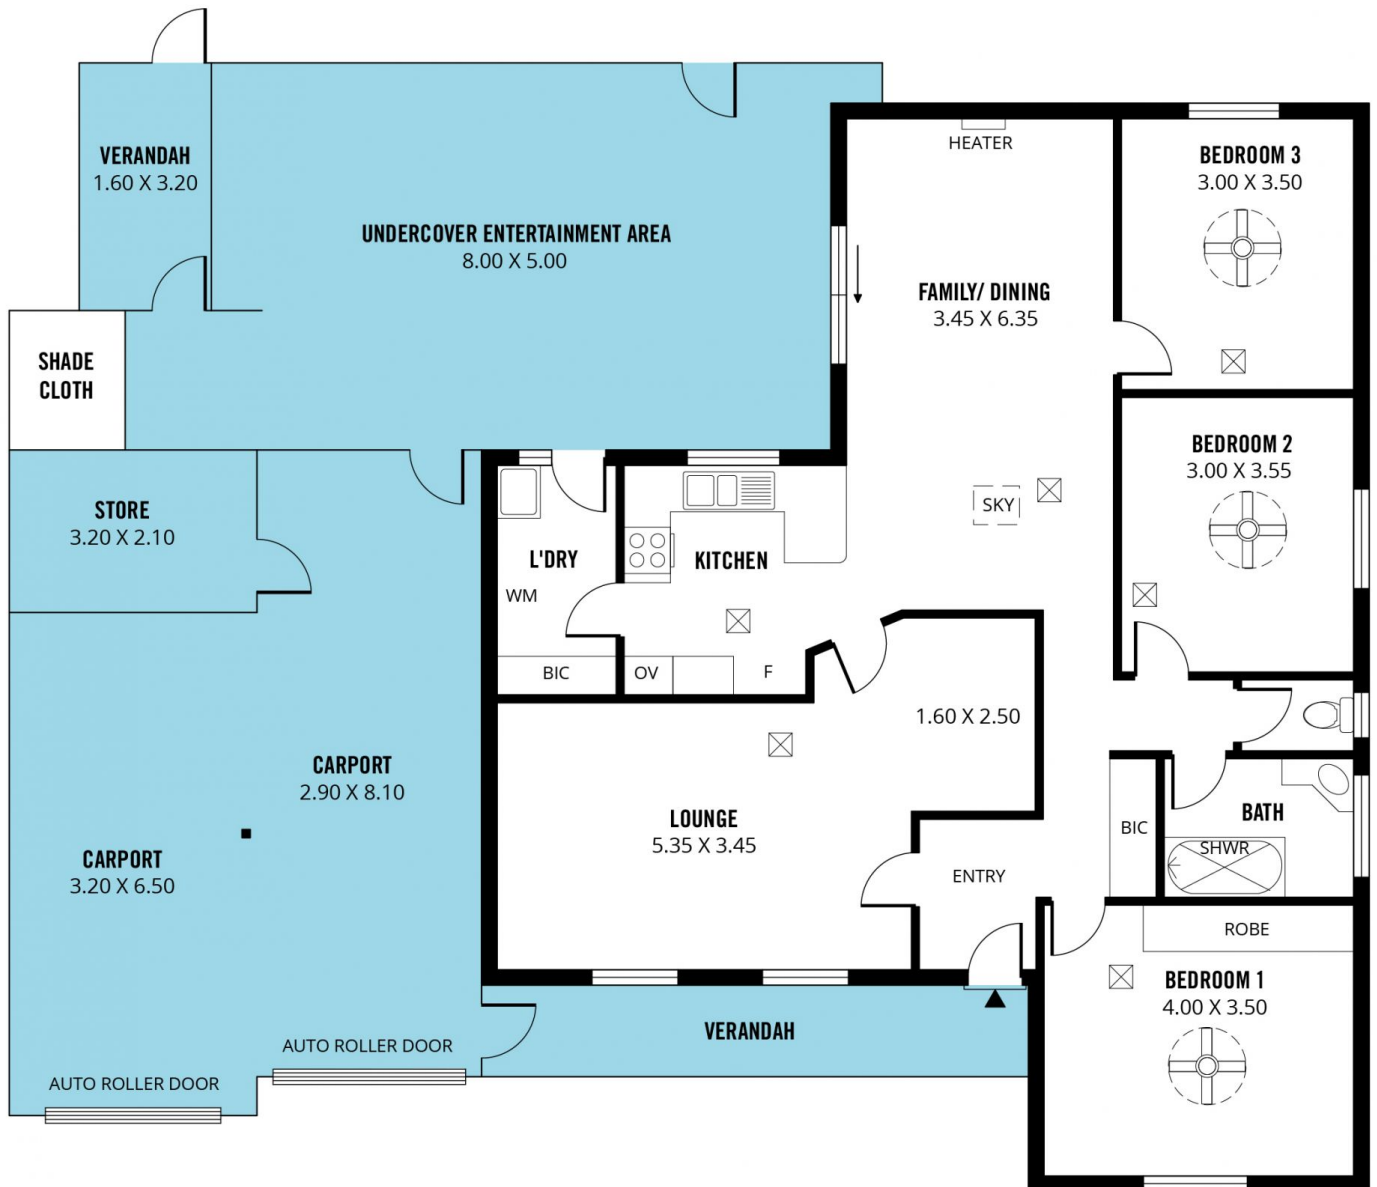 HEATER
VERANDAH
1.60 X 3.20
BEDROOM 3
3.00 X 3.50
UNDERCOVER ENTERTAINMENT AREA
8.00 X 5.00
FAMILY/ DINING
3.45 X 6.35
SHADE
CLOTH
BEDROOM 2
3.00 X 3.55
STORE
3.20 X 2.10
SKY
L'DRY
KITCHEN
WM
BIC
OV
F
1.60 X 2.50
CARPORT
2.90 X 8.10
LOUNGE
5.35 X 3.45
BATH
BIC
SHWR
CARPORT
3.20 X 6.50
ENTRY
ROBE
BEDROOM 1
4.00 X 3.50
VERANDAH
AUTO ROLLER DOOR
AUTO ROLLER DOOR